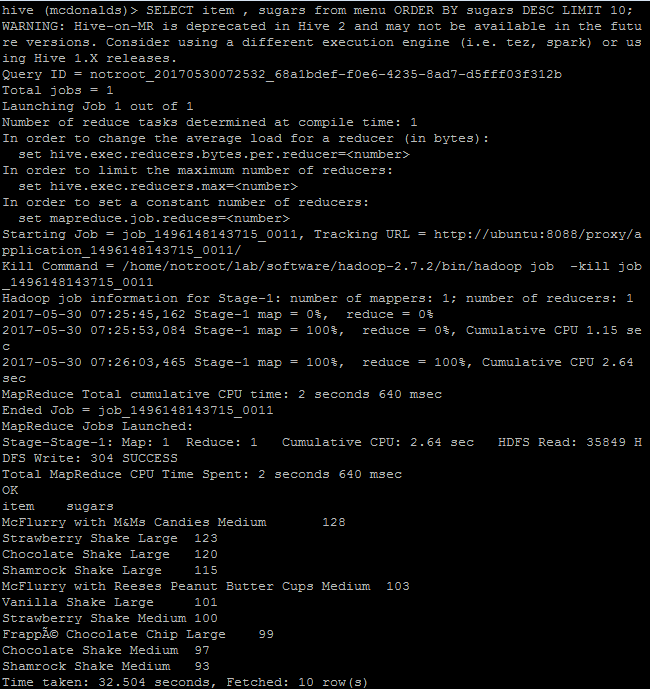 hive (mcdonalds)> SELECT item , sugars from menu ORDER BY sugars DESC LIMIT 10;
WARNING: Hive-on-MR is deprecated in Hive 2 and may not be available in the futu
re versions. Consider using a different execution engine (i.e. tez, spark) or us
ing Hive 1.X releases.
Query ID = notroot_20170530072532_68a1bdef-f0e6-4235-8ad7-d5fff03f312b
Total jobs = 1
Launching Job 1 out of 1
Number of reduce tasks determined at compile time: 1
In order to change the average load for a reducer (in bytes):
  set hive.exec.reducers.bytes.per.reducer=<number>
In order to limit the maximum number of reducers:
  set hive.exec.reducers.max=<number>
In order to set a constant number of reducers:
  set mapreduce.job.reduces=<number>
Starting Job = job_1496148143715_0011, Tracking URL = http://ubuntu:8088/proxy/a
pplication_1496148143715_0011/
Kill Command = /home/notroot/lab/software/hadoop-2.7.2/bin/hadoop job  -kill job
_1496148143715_0011
Hadoop job information for Stage-1: number of mappers: 1; number of reducers: 1
2017-05-30 07:25:45,162 Stage-1 map = 0%,  reduce = 0%
2017-05-30 07:25:53,084 Stage-1 map = 100%,  reduce = 0%, Cumulative CPU 1.15 se
c
2017-05-30 07:26:03,465 Stage-1 map = 100%,  reduce = 100%, Cumulative CPU 2.64
sec
MapReduce Total cumulative CPU time: 2 seconds 640 msec
Ended Job = job_1496148143715_0011
MapReduce Jobs Launched:
Stage-Stage-1: Map: 1  Reduce: 1   Cumulative CPU: 2.64 sec   HDFS Read: 35849 H
DFS Write: 304 SUCCESS
Total MapReduce CPU Time Spent: 2 seconds 640 msec
OK
item    sugars
McFlurry with M&Ms Candies Medium       128
Strawberry Shake Large  123
Chocolate Shake Large   120
Shamrock Shake Large    115
McFlurry with Reeses Peanut Butter Cups Medium  103
Vanilla Shake Large     101
Strawberry Shake Medium 100
FrappÃ© Chocolate Chip Large    99
Chocolate Shake Medium  97
Shamrock Shake Medium   93
Time taken: 32.504 seconds, Fetched: 10 row(s)